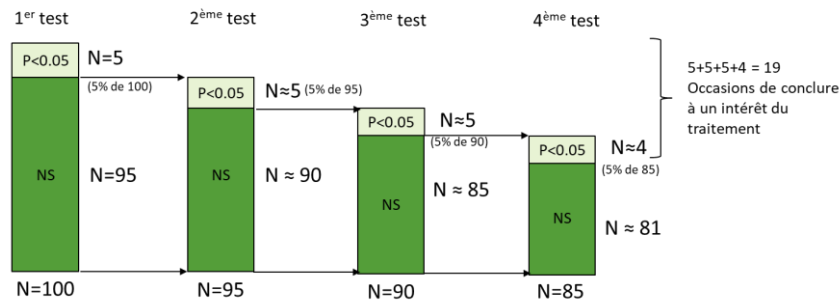 1er test
2ème test
3ème test
4ème test
P<0.05
N=5
(5% de 100)
NS
N=95
N=100
P<0.05
N≈5 (5% de 95)
NS
N ≈ 90
N=95
P<0.05
N≈5
(5% de 90)
NS
N ≈ 85
N=90
P<0.05
N≈4
(5% de 85)
NS
N ≈ 81
N=85
5+5+5+4 = 19
Occasions de conclure
à un intérêt du
traitement